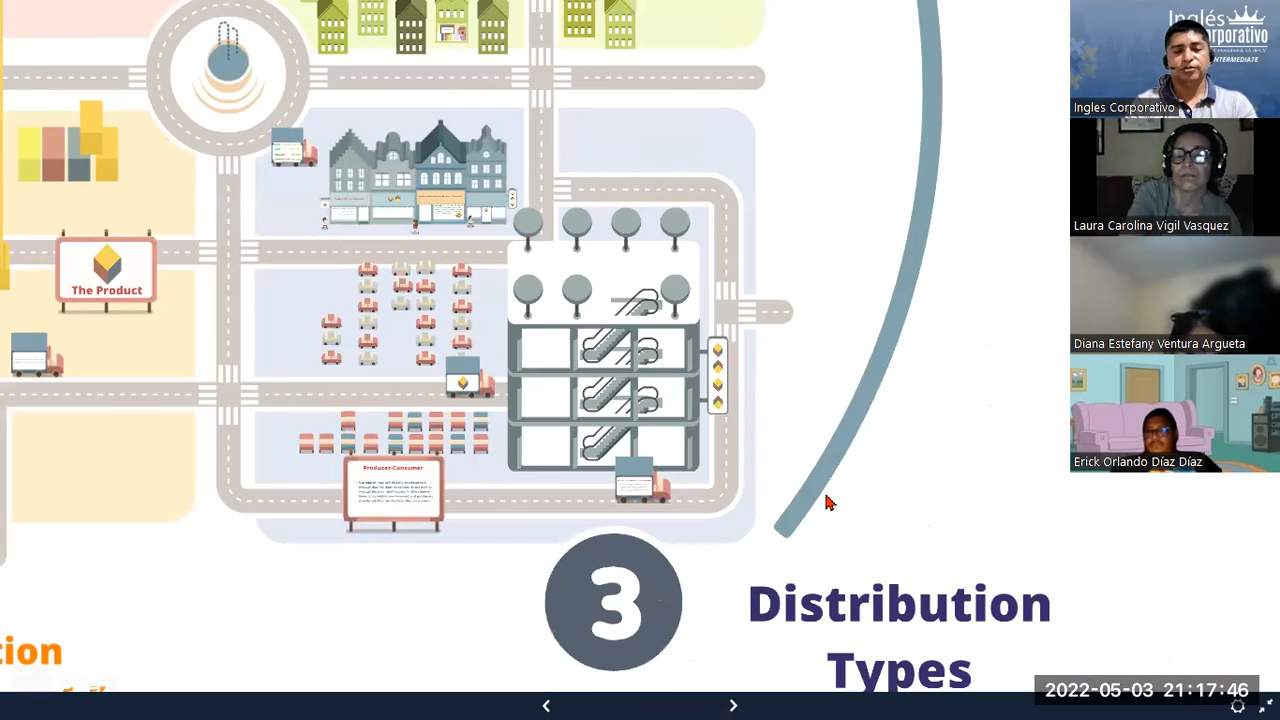 The Product
Producer-Consumer
3
Distribution
Types
tion
Inglés
Corporativo
INTERMEDIATE
Ingles Corporativo
Laura Carolina Vigil Vasquez
Diana Estefany Ventura Argueta
Erick Orlando Díaz Díaz
2022-05-03 21:17:46